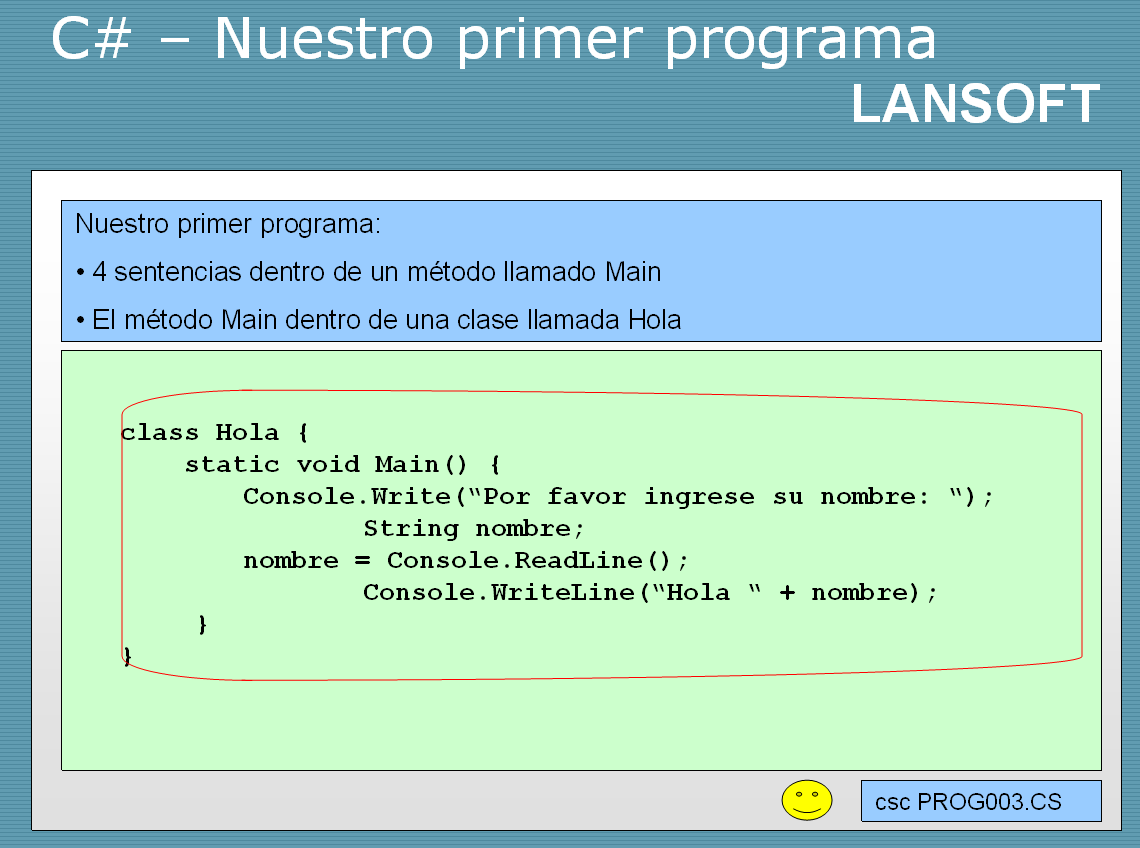 C# – Nuestro primer programa
LANSOFT
Nuestro primer programa:
• 4 sentencias dentro de un método llamado Main
• El método Main dentro de una clase llamada Hola
class Hola {
static void Main() {
Console.Write(“Por favor ingrese su nombre: “);
String nombre;
nombre = Console.ReadLine();
Console.WriteLine(“Hola “ + nombre);
}
}
csc PROG003.CS